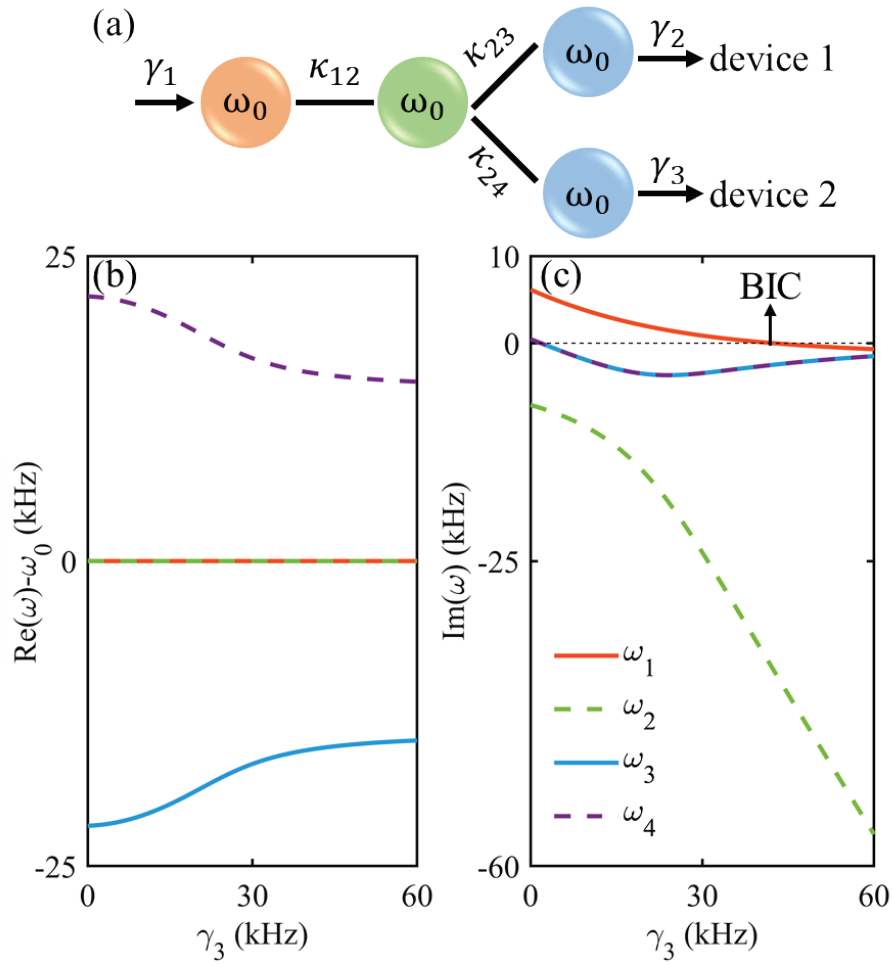 (a)
γ₁
ω₀
κ₁₂
ω₀
κ₂₃
ω₀
γ₂
device 1
κ₂₄
ω₀
γ₃
device 2
(b)
25
0
-25
Re(ω)-ω₀ (kHz)
0
30
60
γ₃ (kHz)
(c)
BIC
10
0
-25
-60
Im(ω) (kHz)
ω₁
ω₂
ω₃
ω₄
0
30
60
γ₃ (kHz)